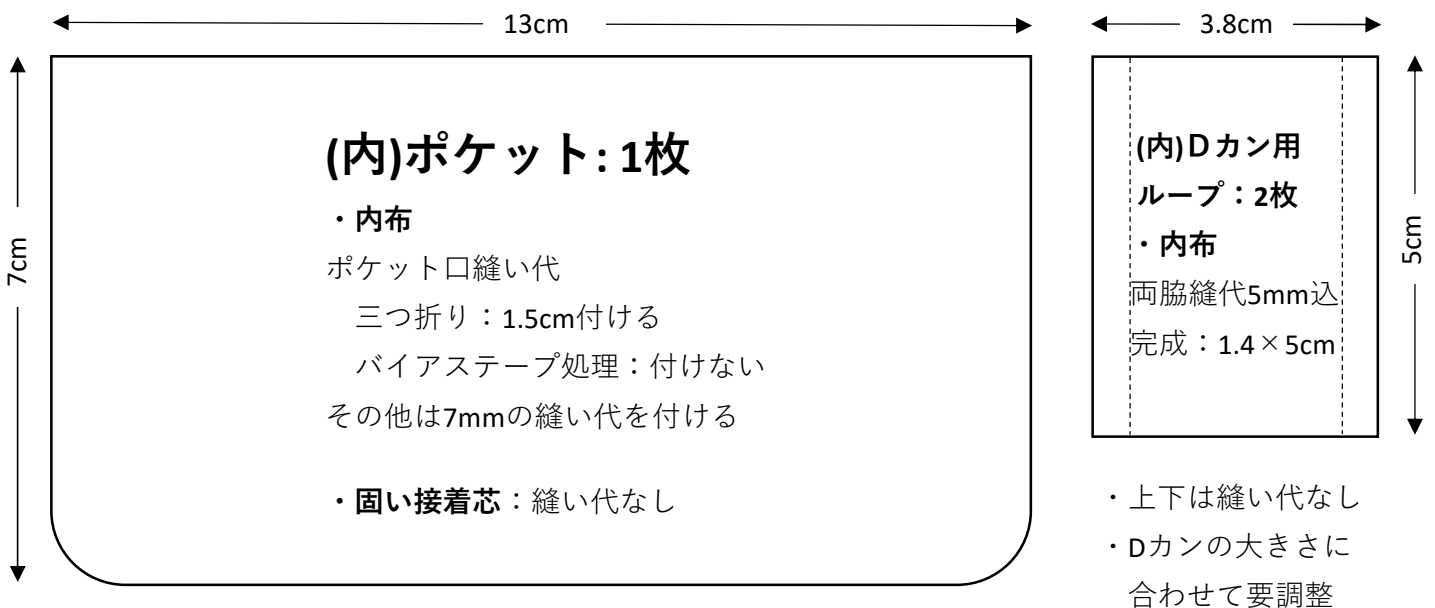 13cm
7cm
(内)ポケット: 1枚
・内布
ポケット口縫い代
三つ折り：1.5cm付ける
バイアステープ処理：付けない
その他は7mmの縫い代を付ける
・固い接着芯：縫い代なし
3.8cm
5cm
(内)Ｄカン用
ループ：2枚
・内布
両脇縫代5mm込
完成：1.4×5cm
・上下は縫い代なし
・Dカンの大きさに
合わせて要調整